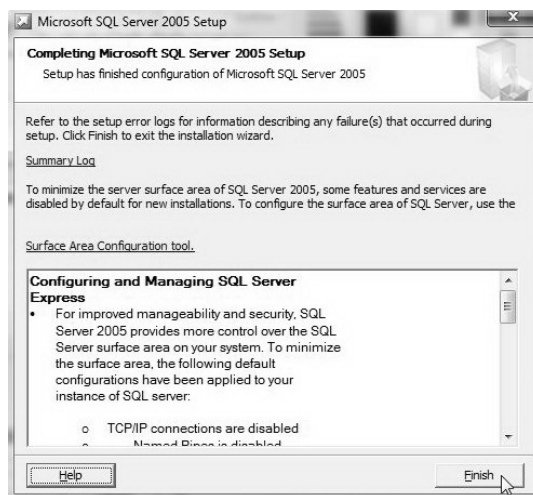 Microsoft SQL Server 2005 Setup
Completing Microsoft SQL Server 2005 Setup
Setup has finished configuration of Microsoft SQL Server 2005
Refer to the setup error logs for information describing any failure(s) that occurred during
setup. Click Finish to exit the installation wizard.
Summary Log
To minimize the server surface area of SQL Server 2005, some features and services are
disabled by default for new installations. To configure the surface area of SQL Server, use the
Surface Area Configuration tool.
Configuring and Managing SQL Server
Express
• For improved manageability and security, SQL
Server 2005 provides more control over the SQL
Server surface area on your system. To minimize
the surface area, the following default
configurations have been applied to your
instance of SQL server:
o TCP/IP connections are disabled
o Named Pipes is disabled
Help
Finish